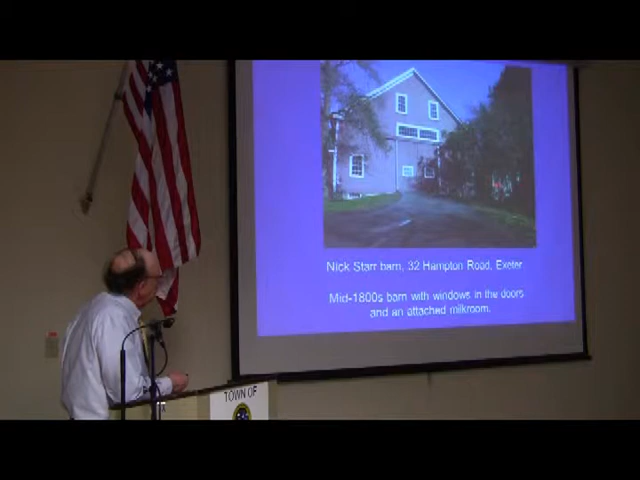 Nick Starr barn, 32 Hampton Road, Exeter
Mid-1800s barn with windows in the doors
and an attached milkroom.
TOWN OF